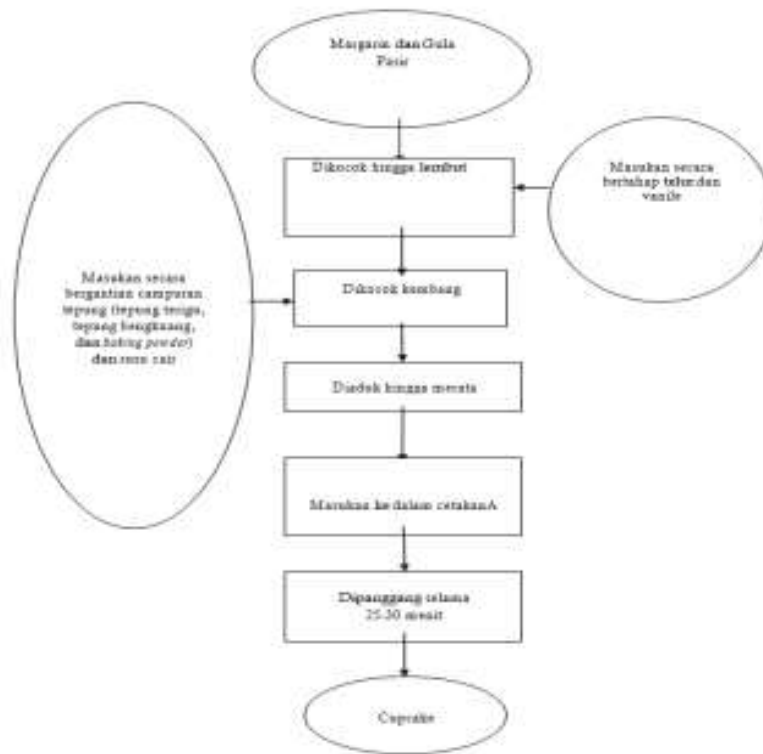 Margarin dan Gula
Pasir
Dikocok hingga lembut
Masukan secara
bertahap telur dan
vanile
Masukan secara
bergantian campuran
tepung (tepung terigu,
tepung bengkuang,
dan baking powder)
dan susu cair
Dikocok kembang
Diaduk hingga merata
Masukan ke dalam cetakanA
Dipanggang selama
25-30 menit
Cupcake